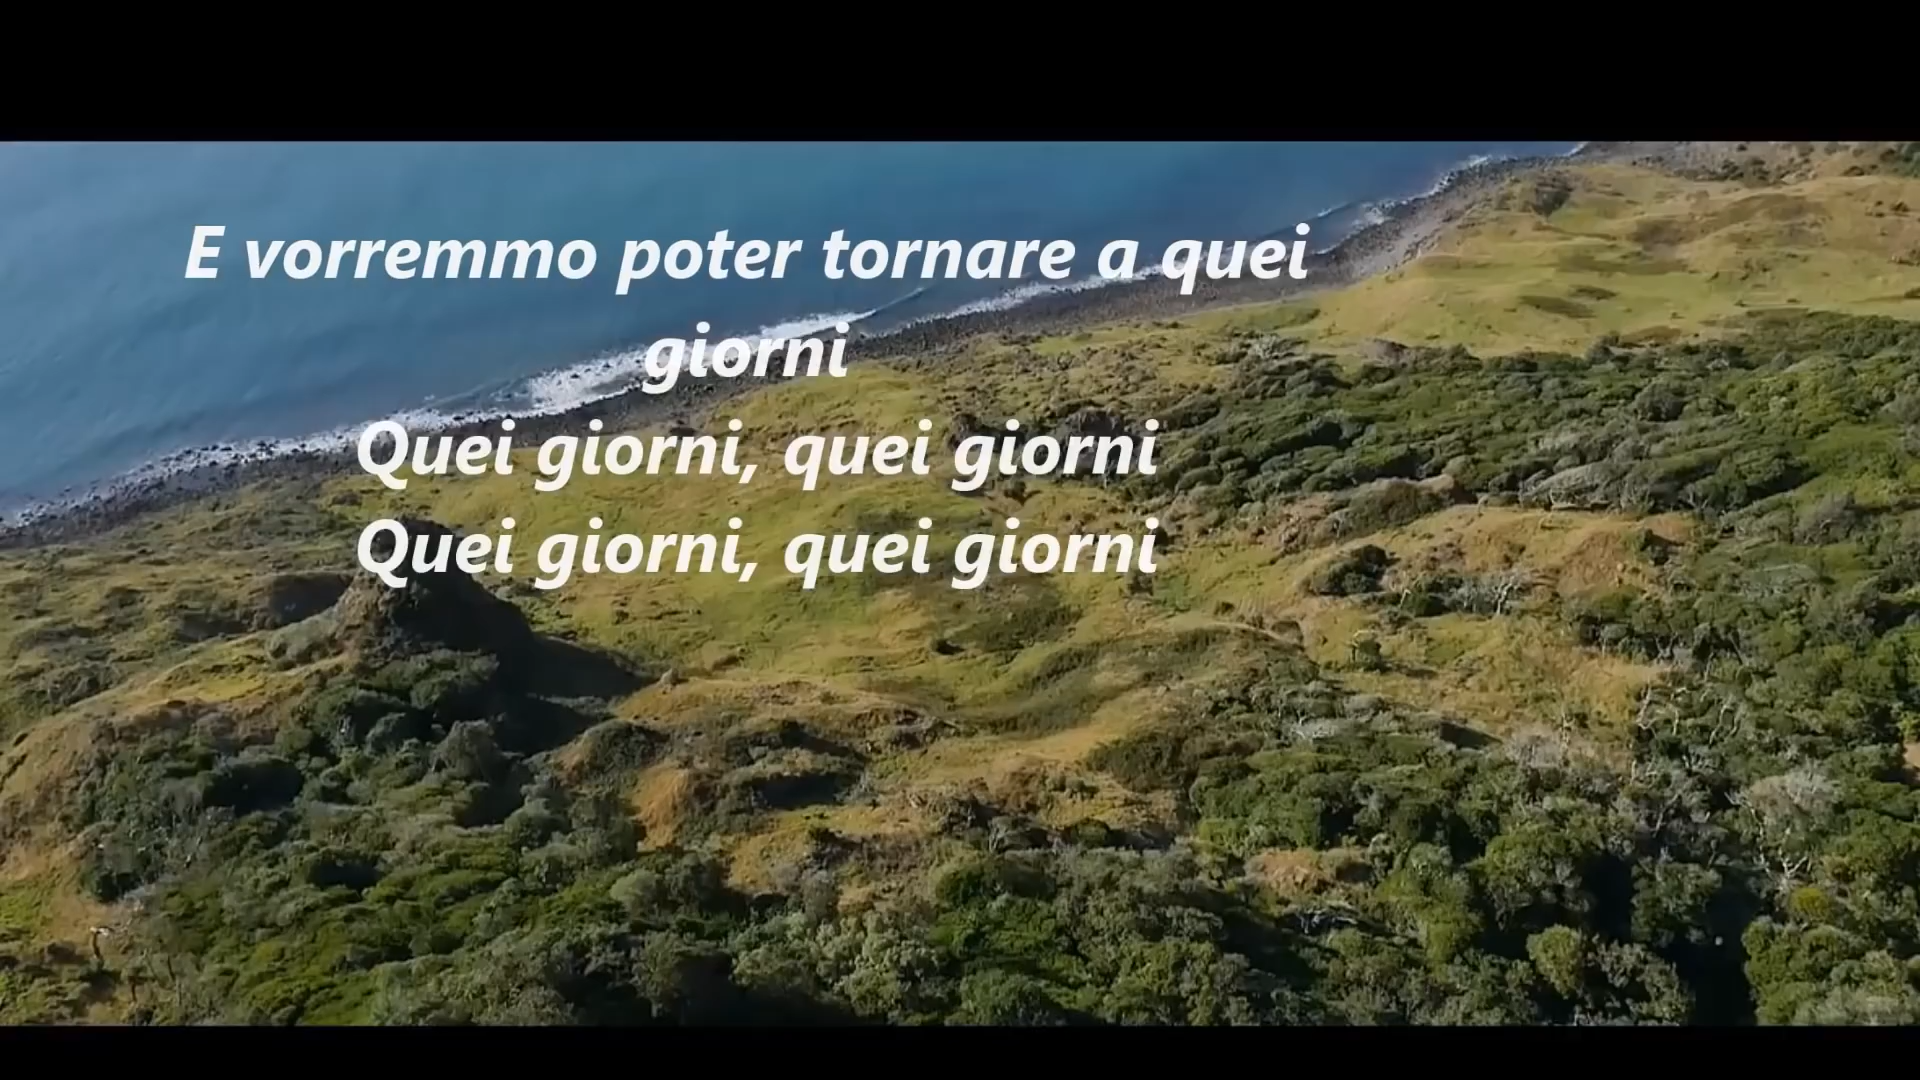 E vorremmo poter tornare a quei
giorni
Quei giorni, quei giorni
Quei giorni, quei giorni